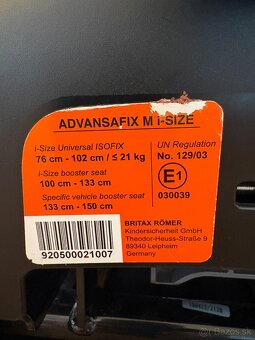 ADVANSAFIX M i-SIZE
i-Size Universal ISOFIX
76 cm - 102 cm / ≤ 21 kg
i-Size booster seat
100 cm - 133 cm
Specific vehicle booster seat
133 cm - 150 cm
UN Regulation
No. 129/03
E1
030039
BRITAX RÖMER
Kindersicherheit GmbH
Theodor-Heuss-Straße 9
89340 Leipheim
Germany
920500021007